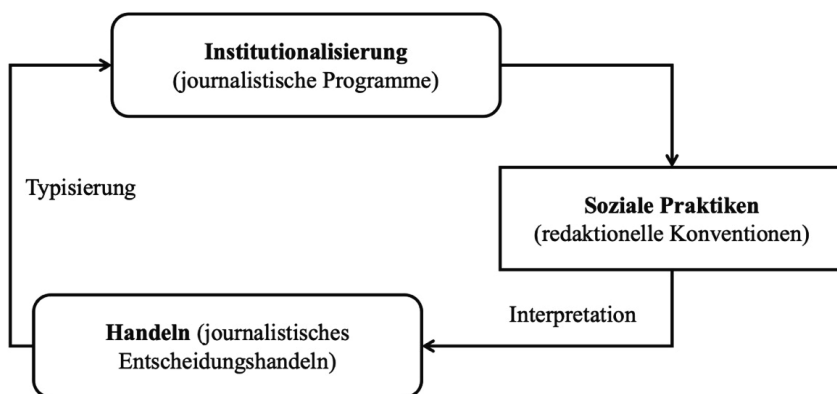 Institutionalisierung
(journalistische Programme)
Typisierung
Soziale Praktiken
(redaktionelle Konventionen)
Interpretation
Handeln (journalistisches
Entscheidungshandeln)